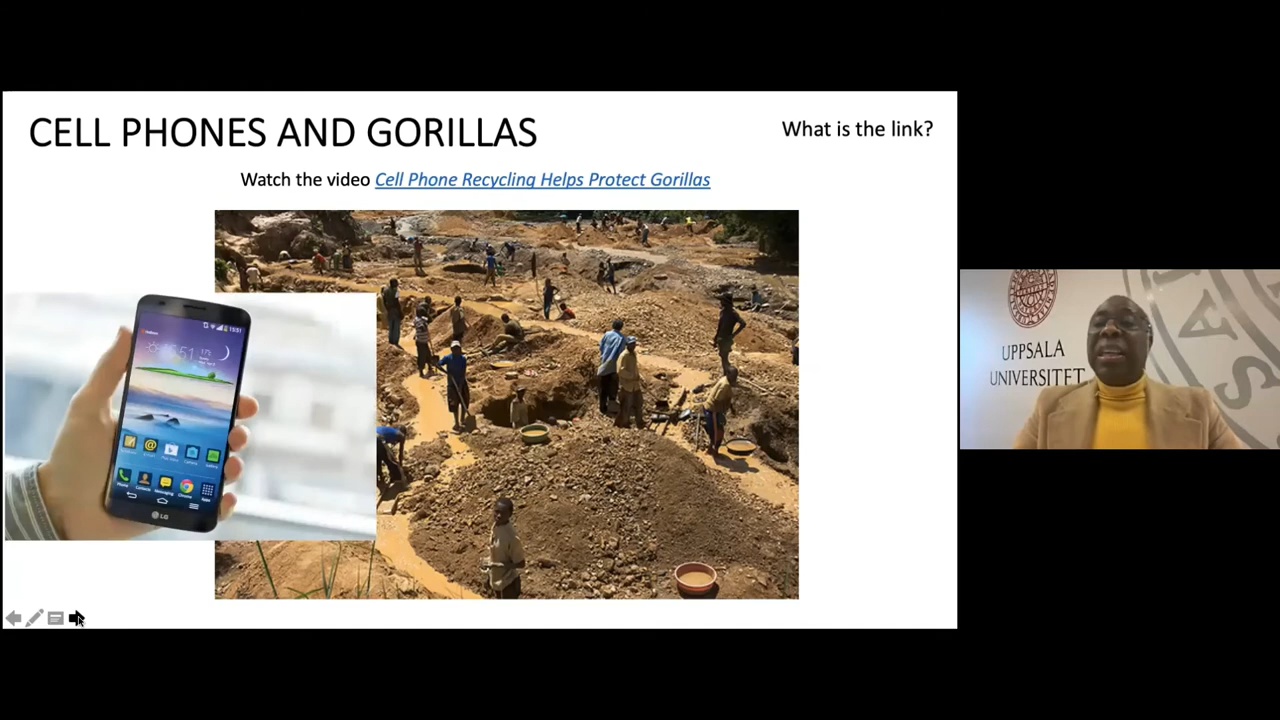 CELL PHONES AND GORILLAS
What is the link?
Watch the video Cell Phone Recycling Helps Protect Gorillas
UPPSALA
UNIVERSITET
LG